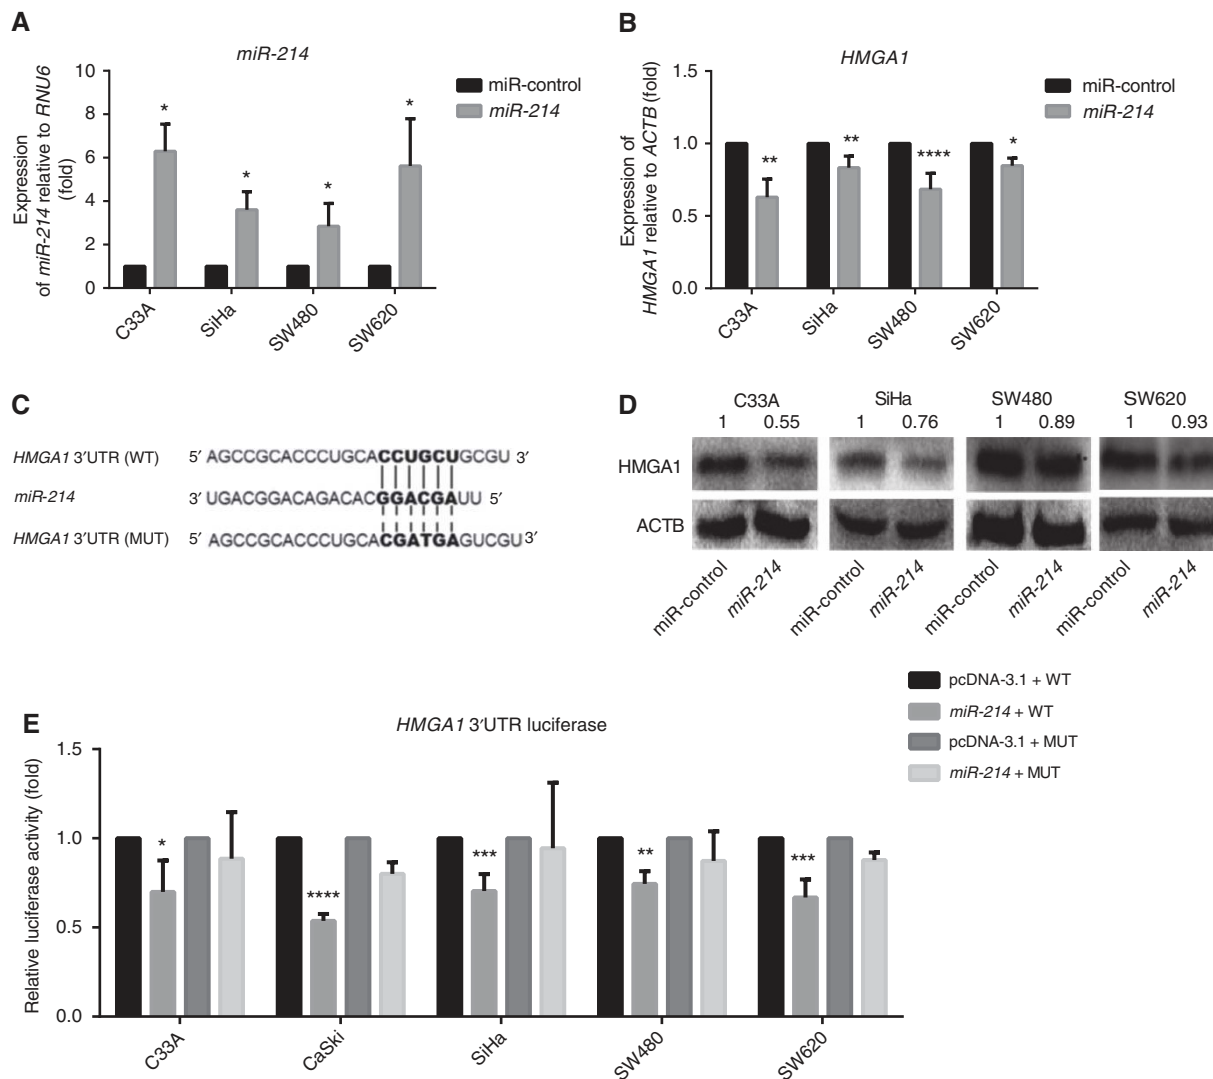 A
miR-214
Expression
of miR-214 relative to RNU6
(fold)
10
8
6
4
2
0
*
*
*
*
C33A
SiHa
SW480
SW620
miR-control
miR-214
B
HMGA1
Expression of
HMGA1 relative to ACTB (fold)
1.5
1.0
0.5
0.0
**
**
****
*
C33A
SiHa
SW480
SW620
miR-control
miR-214
C
HMGA1 3′UTR (WT) 5′ AGCCGCACCCUGCACCUGCUUGCGU 3′
miR-214 3′ UGACGGACAGACACGGACGAUU 5′
HMGA1 3′UTR (MUT) 5′ AGCCGCACCCUGCACGATGAGUCGU 3′
D
C33A SiHa SW480 SW620
1 0.55 1 0.76 1 0.89 1 0.93
HMGA1
ACTB
miR-control miR-214 miR-control miR-214 miR-control miR-214 miR-control miR-214
pcDNA-3.1 + WT
miR-214 + WT
pcDNA-3.1 + MUT
miR-214 + MUT
E
HMGA1 3′UTR luciferase
Relative luciferase activity (fold)
1.5
1.0
0.5
0.0
*
****
***
**
***
C33A
CaSki
SiHa
SW480
SW620